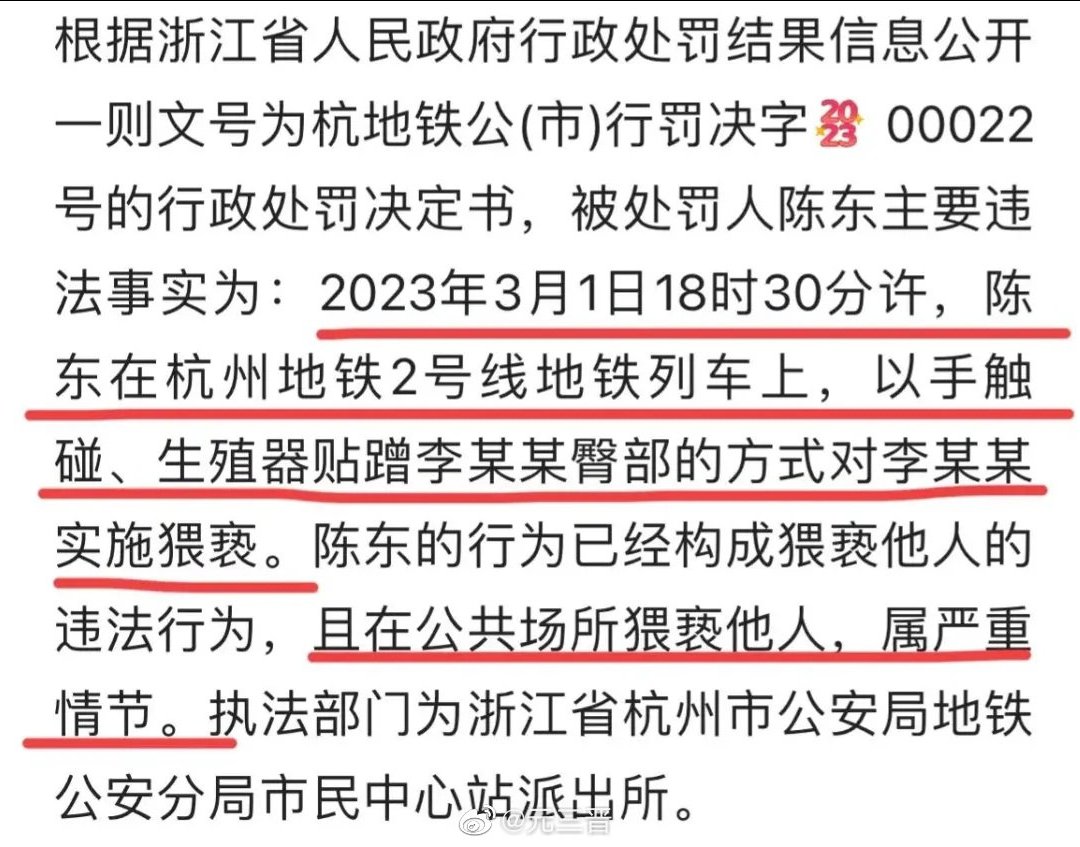 根据浙江省人民政府行政处罚结果信息公开
一则文号为杭地铁公(市)行罚决字2023 00022
号的行政处罚决定书，被处罚人陈东主要违
法事实为：2023年3月1日18时30分许，陈
东在杭州地铁2号线地铁列车上，以手触
碰、生殖器贴蹭李某某臀部的方式对李某某
实施猥亵。陈东的行为已经构成猥亵他人的
违法行为，且在公共场所猥亵他人，属严重
情节。执法部门为浙江省杭州市公安局地铁
公安分局市民中心站派出所。
@元三晋